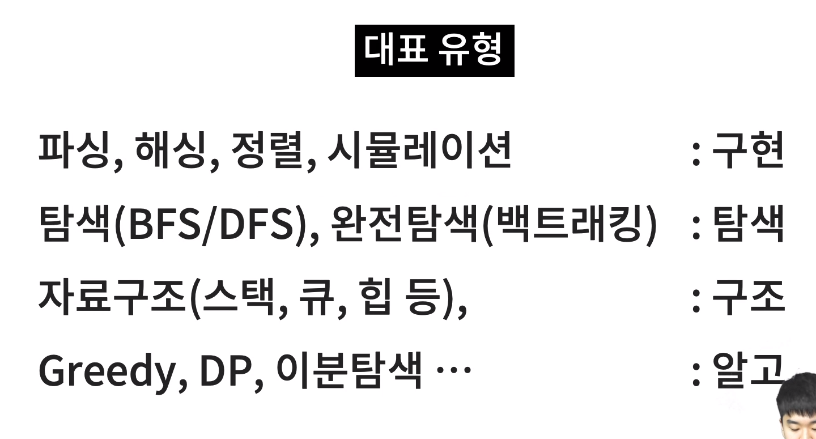 대표 유형
파싱, 해싱, 정렬, 시뮬레이션 : 구현
탐색(BFS/DFS), 완전탐색(백트래킹) : 탐색
자료구조(스택, 큐, 힙 등), : 구조
Greedy, DP, 이분탐색 ⋯ : 알고